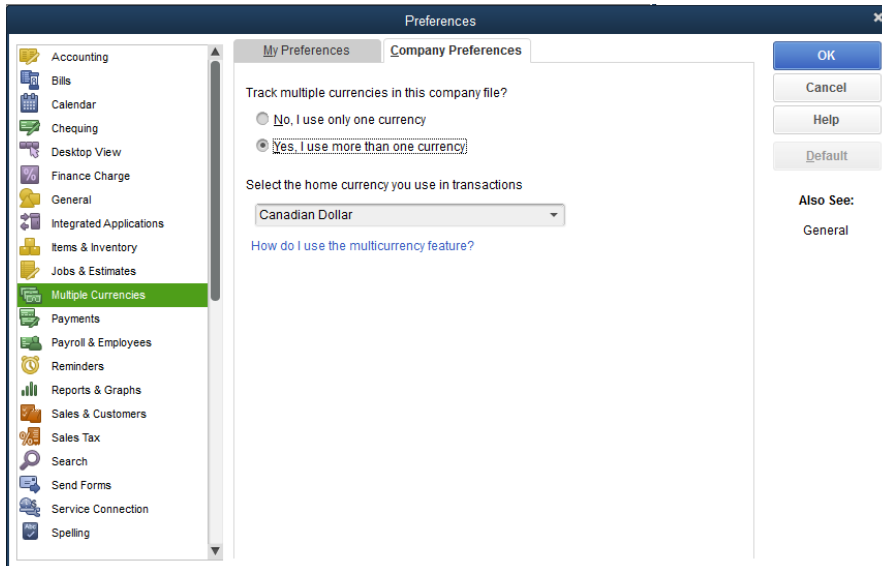 Preferences
Accounting
Bills
Calendar
Chequing
Desktop View
Finance Charge
General
Integrated Applications
Items & Inventory
Jobs & Estimates
Multiple Currencies
Payments
Payroll & Employees
Reminders
Reports & Graphs
Sales & Customers
Sales Tax
Search
Send Forms
Service Connection
Spelling
My Preferences
Company Preferences
Track multiple currencies in this company file?
No, I use only one currency
Yes, I use more than one currency
Select the home currency you use in transactions
Canadian Dollar
How do I use the multicurrency feature?
OK
Cancel
Help
Default
Also See:
General